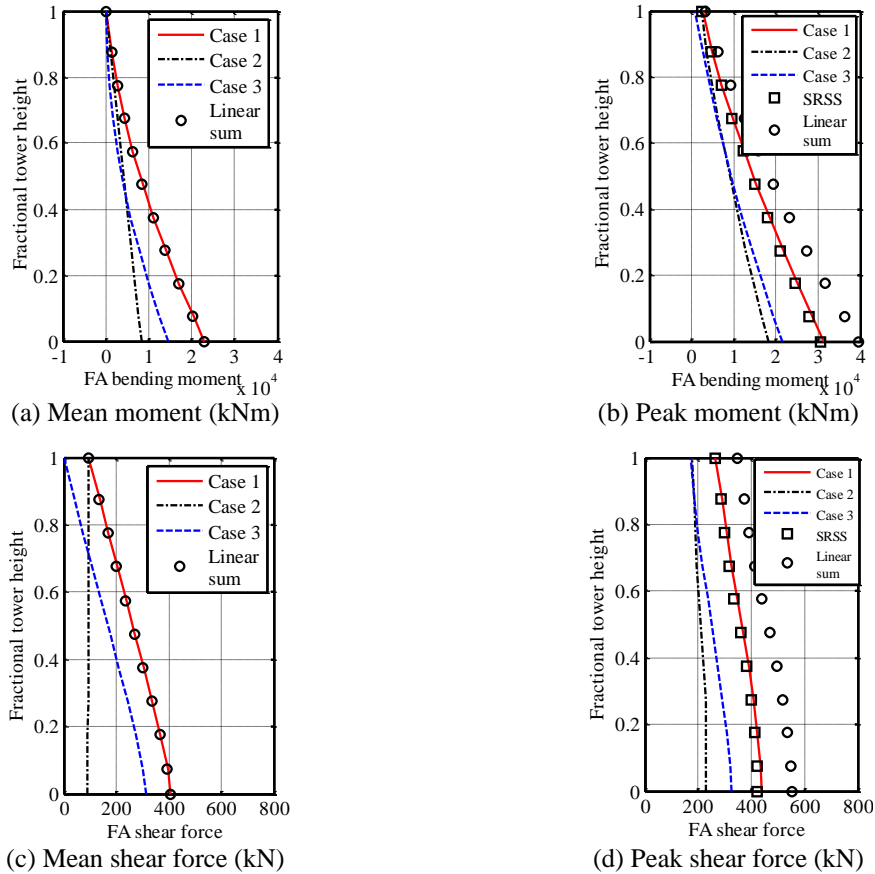 1
0.8
0.6
0.4
0.2
0
Fractional tower height
-1 0 1 2 3 4
FA bending moment x 10^4
Case 1
Case 2
Case 3
Linear
sum
(a) Mean moment (kNm)
1
0.8
0.6
0.4
0.2
0
Fractional tower height
-1 0 1 2 3 4
FA bending moment x 10^4
Case 1
Case 2
Case 3
SRSS
Linear
sum
(b) Peak moment (kNm)
1
0.8
0.6
0.4
0.2
0
Fractional tower height
0 200 400 600 800
FA shear force
Case 1
Case 2
Case 3
Linear
sum
(c) Mean shear force (kN)
1
0.8
0.6
0.4
0.2
0
Fractional tower height
0 200 400 600 800
FA shear force
Case 1
Case 2
Case 3
SRSS
Linear
sum
(d) Peak shear force (kN)